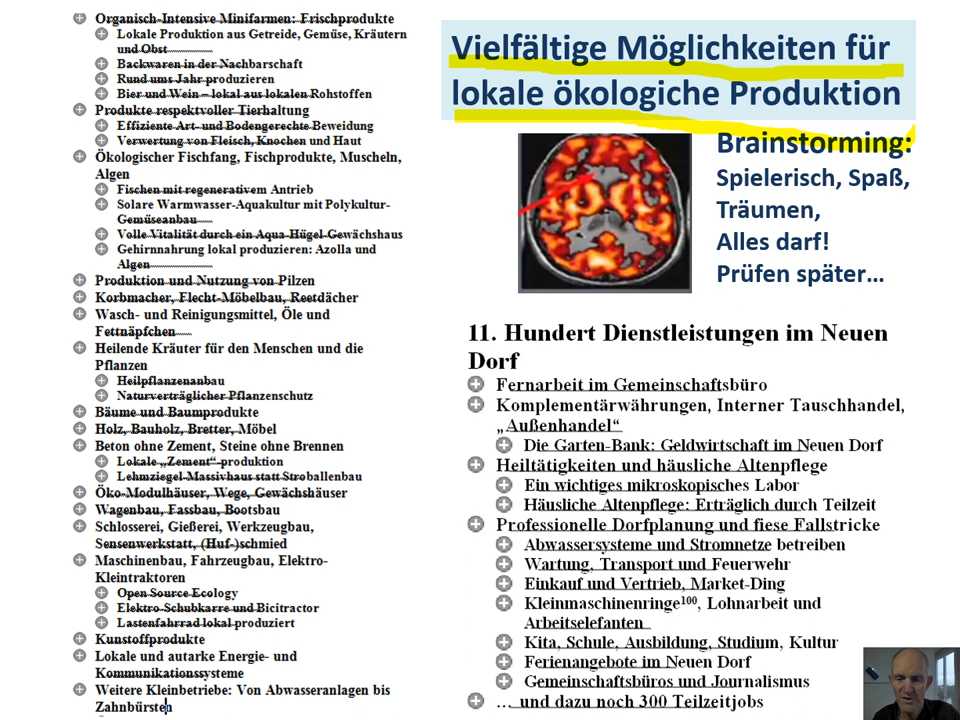 Organisch-Intensive Minifarmen: Frischprodukte
Lokale Produktion aus Getreide, Gemüse, Kräutern
und Obst
Backwaren in der Nachbarschaft
Rund ums Jahr produzieren
Bier und Wein – lokal aus lokalen Rohstoffen
Produkte respektvoller Tierhaltung
Effiziente Art- und Bodengerechte Beweidung
Verwertung von Fleisch, Knochen und Haut
Ökologischer Fischfang, Fischprodukte, Muscheln,
Algen
Fischen mit regenerativem Antrieb
Solare Warmwasser-Aquakultur mit Polykultur-
Gemüseanbau
Volle Vitalität durch ein Aqua-Hügel-Gewächshaus
Gehirnnahrung lokal produzieren: Azolla und
Algen
Produktion und Nutzung von Pilzen
Korbmacher, Flecht-Möbelbau, Reetdächer
Wasch- und Reinigungsmittel, Öle und
Fettnäpfchen
Heilende Kräuter für den Menschen und die
Pflanzen
Heilpflanzenanbau
Naturverträglicher Pflanzenschutz
Bäume und Baumprodukte
Holz, Bauholz, Bretter, Möbel
Beton ohne Zement, Steine ohne Brennen
Lokale „Zement“-produktion
Lehmziegel-Massivhaus statt Stroballenbau
Öko-Modulhäuser, Wege, Gewächshäuser
Wagenbau, Fassbau, Bootsbau
Schlosserei, Gießerei, Werkzeugbau,
Sensenwerkstatt, (Huf-)schmied
Maschinenbau, Fahrzeugbau, Elektro-
Kleintraktoren
Open Source Ecology
Elektro-Schubkarre und Bicitractor
Lastenfahrrad lokal produziert
Kunstoffprodukte
Lokale und autarke Energie- und
Kommunikationssysteme
Weitere Kleinbetriebe: Von Abwasseranlagen bis
Zahnbürsten
Vielfältige Möglichkeiten für
lokale ökologiche Produktion
Brainstorming:
Spielerisch, Spaß,
Träumen,
Alles darf!
Prüfen später…
11. Hundert Dienstleistungen im Neuen
Dorf
Fernarbeit im Gemeinschaftsbüro
Komplementärwährungen, Interner Tauschhandel,
„Außenhandel“
Die Garten-Bank: Geldwirtschaft im Neuen Dorf
Heiltätigkeiten und häusliche Altenpflege
Ein wichtiges mikroskopisches Labor
Häusliche Altenpflege: Erträglich durch Teilzeit
Professionelle Dorfplanung und fiese Fallstricke
Abwassersysteme und Stromnetze betreiben
Wartung, Transport und Feuerwehr
Einkauf und Vertrieb, Market-Ding
Kleinmaschinenringe¹⁰⁰, Lohnarbeit und
Arbeitselefanten
Kita, Schule, Ausbildung, Studium, Kultur
Ferienangebote im Neuen Dorf
Gemeinschaftsbüros und Journalismus
… und dazu noch 300 Teilzeitjobs